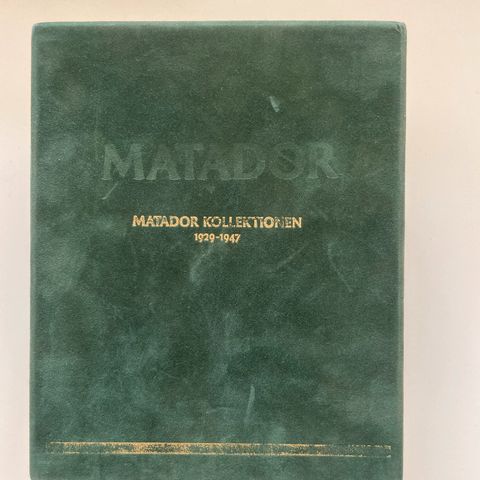 MATADOR
MATADOR KOLLEKTIONEN
1929-1947